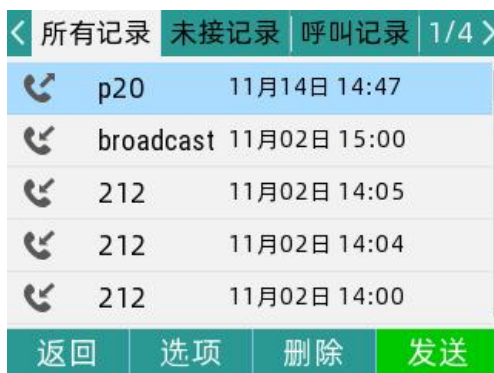 < 所有记录 未接记录 呼叫记录 1/4 >
p20 11月14日 14:47
broadcast 11月02日 15:00
212 11月02日 14:05
212 11月02日 14:04
212 11月02日 14:00
返回 选项 删除 发送